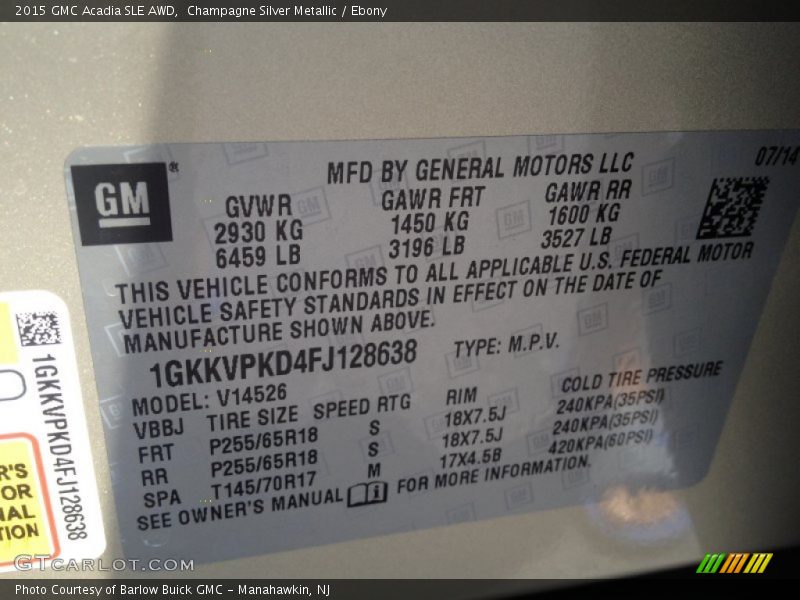 2015 GMC Acadia SLE AWD,  Champagne Silver Metallic / Ebony
GM®
MFD BY GENERAL MOTORS LLC
07/14
GVWR GAWR FRT GAWR RR
2930 KG 1450 KG 1600 KG
6459 LB 3196 LB 3527 LB
THIS VEHICLE CONFORMS TO ALL APPLICABLE U.S. FEDERAL MOTOR
VEHICLE SAFETY STANDARDS IN EFFECT ON THE DATE OF
MANUFACTURE SHOWN ABOVE.
1GKKVPKD4FJ128638 TYPE: M.P.V.
MODEL: V14526
VBBJ TIRE SIZE SPEED RTG RIM COLD TIRE PRESSURE
FRT P255/65R18 S 18X7.5J 240KPA(35PSI)
RR P255/65R18 S 18X7.5J 240KPA(35PSI)
SPA T145/70R17 M 17X4.5B 420KPA(60PSI)
SEE OWNER'S MANUAL FOR MORE INFORMATION.
1GKKVPKD4FJ128638
R'S
OR
NAL
TION
GTCARLOT.COM
Photo Courtesy of Barlow Buick GMC – Manahawkin, NJ